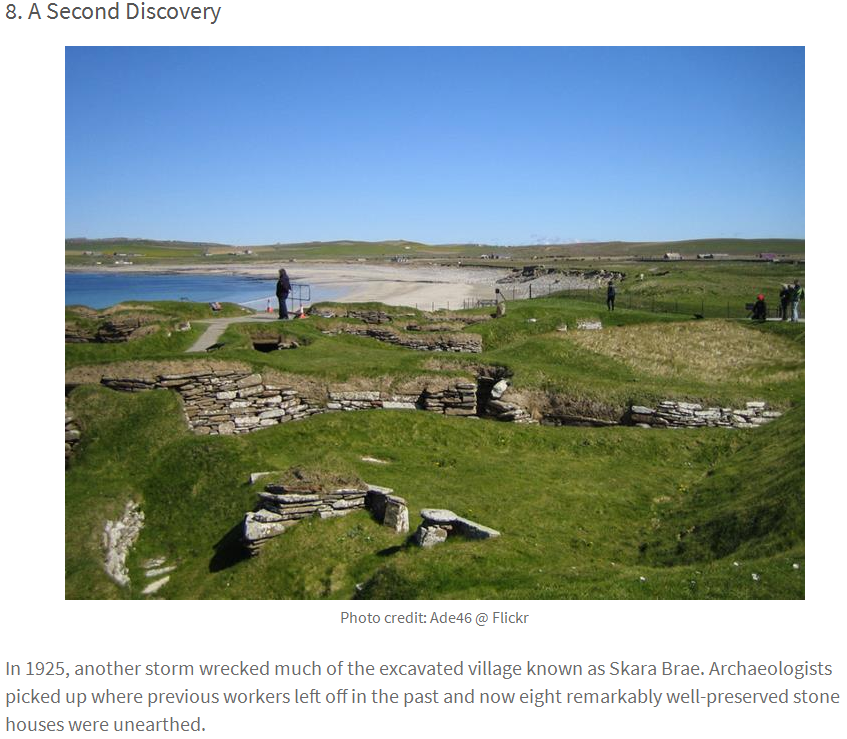 8. A Second Discovery
Photo credit: Ade46 @ Flickr
In 1925, another storm wrecked much of the excavated village known as Skara Brae. Archaeologists
picked up where previous workers left off in the past and now eight remarkably well-preserved stone
houses were unearthed.